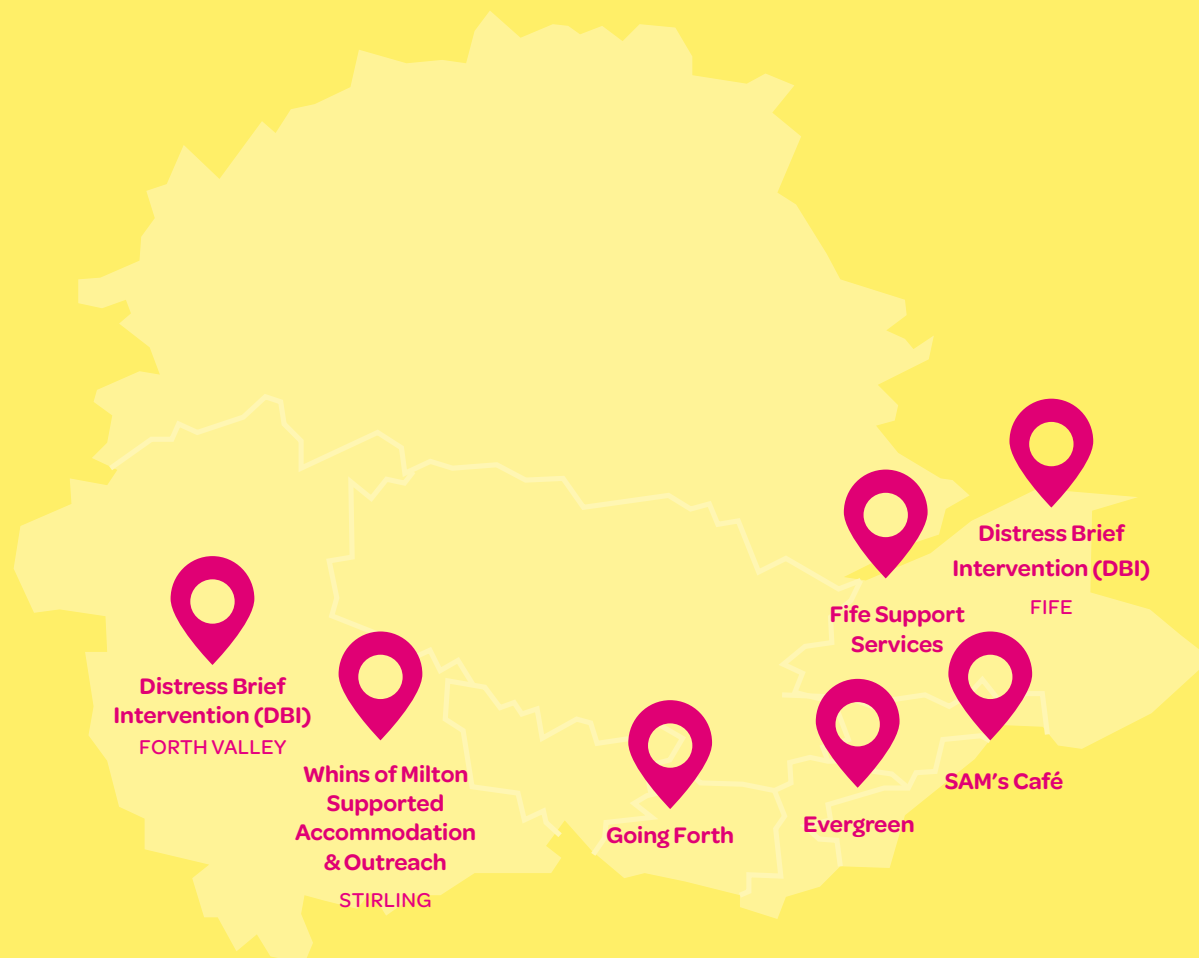 Distress Brief
Intervention (DBI)
FIFE
Fife Support
Services
Distress Brief
Intervention (DBI)
FORTH VALLEY
Whins of Milton
Supported
Accommodation
& Outreach
STIRLING
Going Forth
Evergreen
SAM's Café